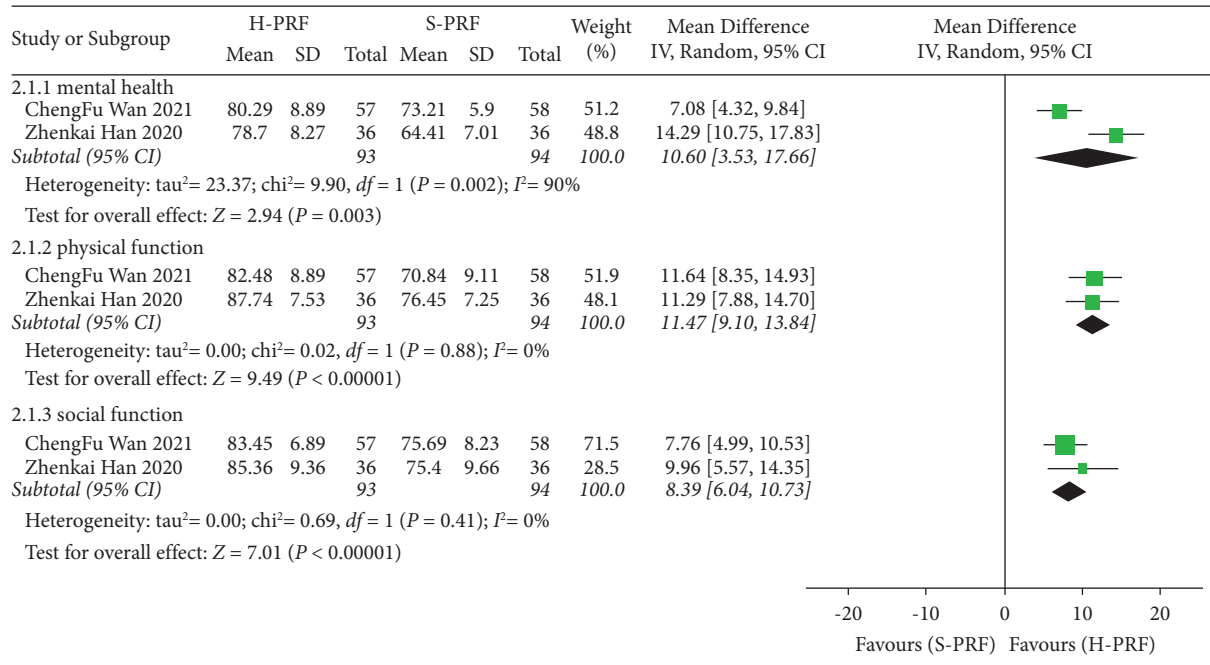 Study or Subgroup H-PRF S-PRF Weight (%) Mean Difference IV, Random, 95% CI Mean Difference IV, Random, 95% CI
Mean SD Total Mean SD Total
2.1.1 mental health
ChengFu Wan 2021 80.29 8.89 57 73.21 5.9 58 51.2 7.08 [4.32, 9.84]
Zhenkai Han 2020 78.7 8.27 36 64.41 7.01 36 48.8 14.29 [10.75, 17.83]
Subtotal (95% CI) 93 94 100.0 10.60 [3.53, 17.66]
Heterogeneity: tau²= 23.37; chi²= 9.90, df = 1 (P = 0.002); I²= 90%
Test for overall effect: Z = 2.94 (P = 0.003)
2.1.2 physical function
ChengFu Wan 2021 82.48 8.89 57 70.84 9.11 58 51.9 11.64 [8.35, 14.93]
Zhenkai Han 2020 87.74 7.53 36 76.45 7.25 36 48.1 11.29 [7.88, 14.70]
Subtotal (95% CI) 93 94 100.0 11.47 [9.10, 13.84]
Heterogeneity: tau²= 0.00; chi²= 0.02, df = 1 (P = 0.88); I²= 0%
Test for overall effect: Z = 9.49 (P < 0.00001)
2.1.3 social function
ChengFu Wan 2021 83.45 6.89 57 75.69 8.23 58 71.5 7.76 [4.99, 10.53]
Zhenkai Han 2020 85.36 9.36 36 75.4 9.66 36 28.5 9.96 [5.57, 14.35]
Subtotal (95% CI) 93 94 100.0 8.39 [6.04, 10.73]
Heterogeneity: tau²= 0.00; chi²= 0.69, df = 1 (P = 0.41); I²= 0%
Test for overall effect: Z = 7.01 (P < 0.00001)
-20 -10 0 10 20
Favours (S-PRF) Favours (H-PRF)